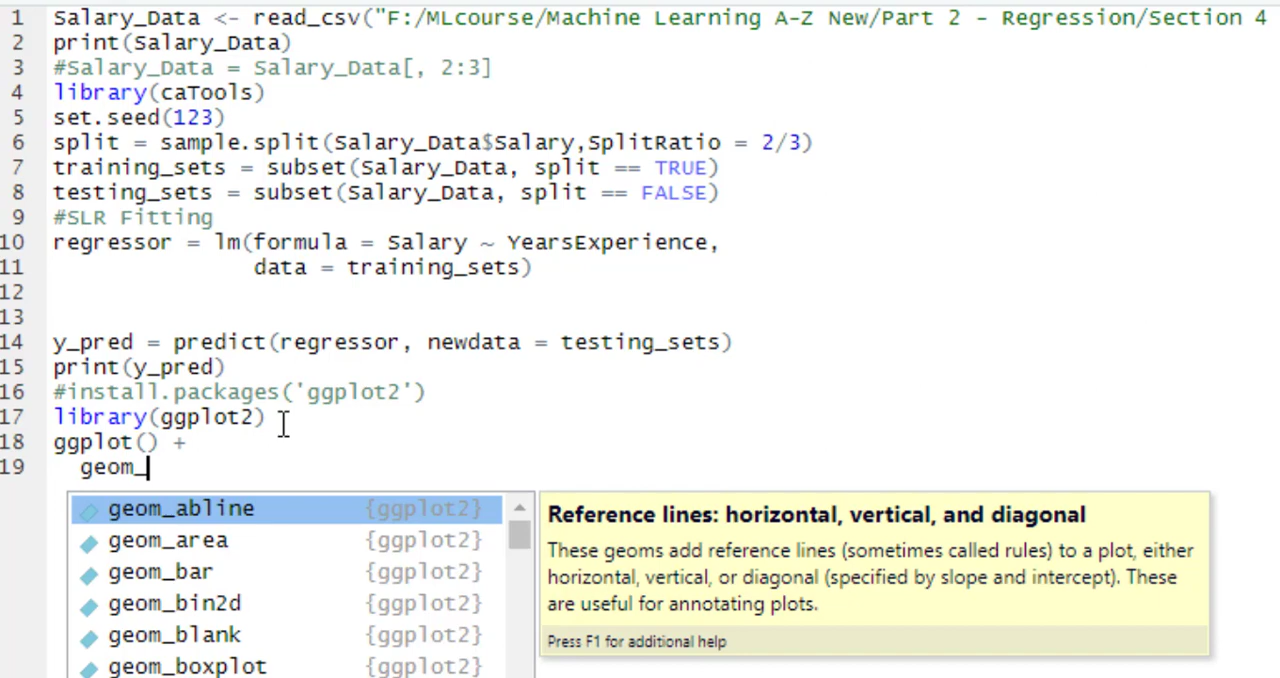 1 Salary_Data <- read_csv("F:/MLcourse/Machine Learning A-Z New/Part 2 - Regression/Section 4
2 print(Salary_Data)
3 #Salary_Data = Salary_Data[, 2:3]
4 library(caTools)
5 set.seed(123)
6 split = sample.split(Salary_Data$Salary,SplitRatio = 2/3)
7 training_sets = subset(Salary_Data, split == TRUE)
8 testing_sets = subset(Salary_Data, split == FALSE)
9 #SLR Fitting
10 regressor = lm(formula = Salary ~ YearsExperience,
11 data = training_sets)
12
13
14 y_pred = predict(regressor, newdata = testing_sets)
15 print(y_pred)
16 #install.packages('ggplot2')
17 library(ggplot2)
18 ggplot() +
19 geom_
geom_abline {ggplot2}
geom_area {ggplot2}
geom_bar {ggplot2}
geom_bin2d {ggplot2}
geom_blank {ggplot2}
geom_boxplot {ggplot2}
Reference lines: horizontal, vertical, and diagonal
These geoms add reference lines (sometimes called rules) to a plot, either
horizontal, vertical, or diagonal (specified by slope and intercept). These
are useful for annotating plots.
Press F1 for additional help